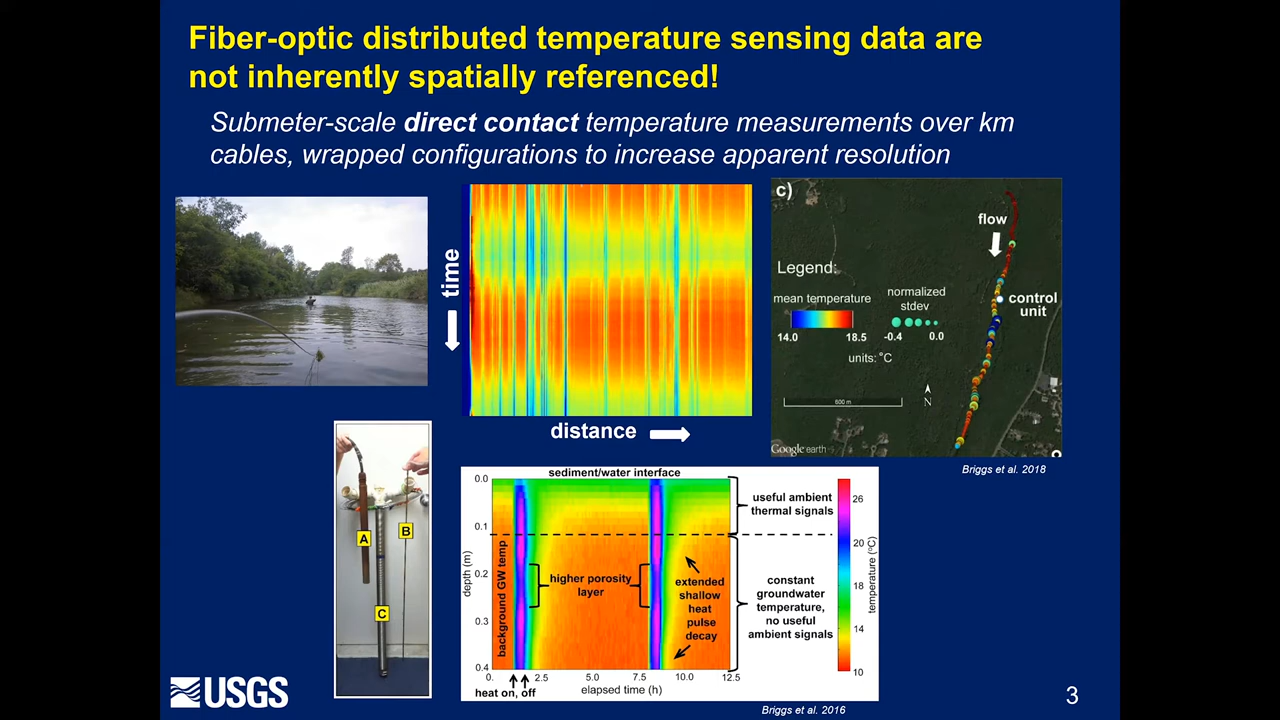 Fiber-optic distributed temperature sensing data are
not inherently spatially referenced!
Submeter-scale direct contact temperature measurements over km
cables, wrapped configurations to increase apparent resolution
time
distance
c)
flow
Legend:
mean temperature
14.0 18.5
normalized
stdev
-0.4 0.0
units: °C
control
unit
600 m
N
Google earth
Briggs et al. 2018
A
B
C
sediment/water interface
0.0
0.1
0.2
0.3
0.4
depth (m)
background GW temp
higher porosity
layer
extended
shallow
heat
pulse
decay
useful ambient
thermal signals
constant
groundwater
temperature,
no useful
ambient signals
26
20
18
14
10
temperature (°C)
0. 2.5 5.0 7.5 10.0 12.5
heat on, off
elapsed time (h)
Briggs et al. 2016
USGS
3